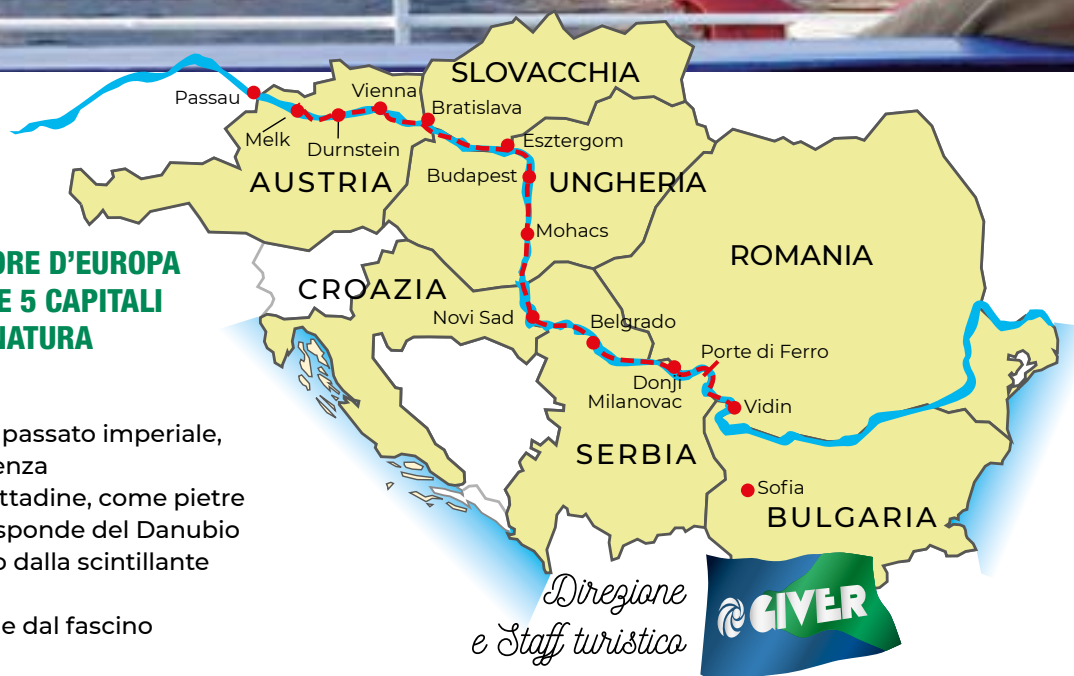 SLOVACCHIA
Passau
Vienna
Bratislava
Melk
Durnstein
Esztergom
AUSTRIA
Budapest
UNGHERIA
Mohacs
ROMANIA
ORE D'EUROPA
E 5 CAPITALI
NATURA
CROAZIA
Novi Sad
Belgrado
Porte di Ferro
Donji
Milanovac
Vidin
passato imperiale,
enza
ttadine, come pietre
sponde del Danubio
o dalla scintillante
e dal fascino
SERBIA
Sofia
BULGARIA
Direzione
e Staff turistico
GIVER